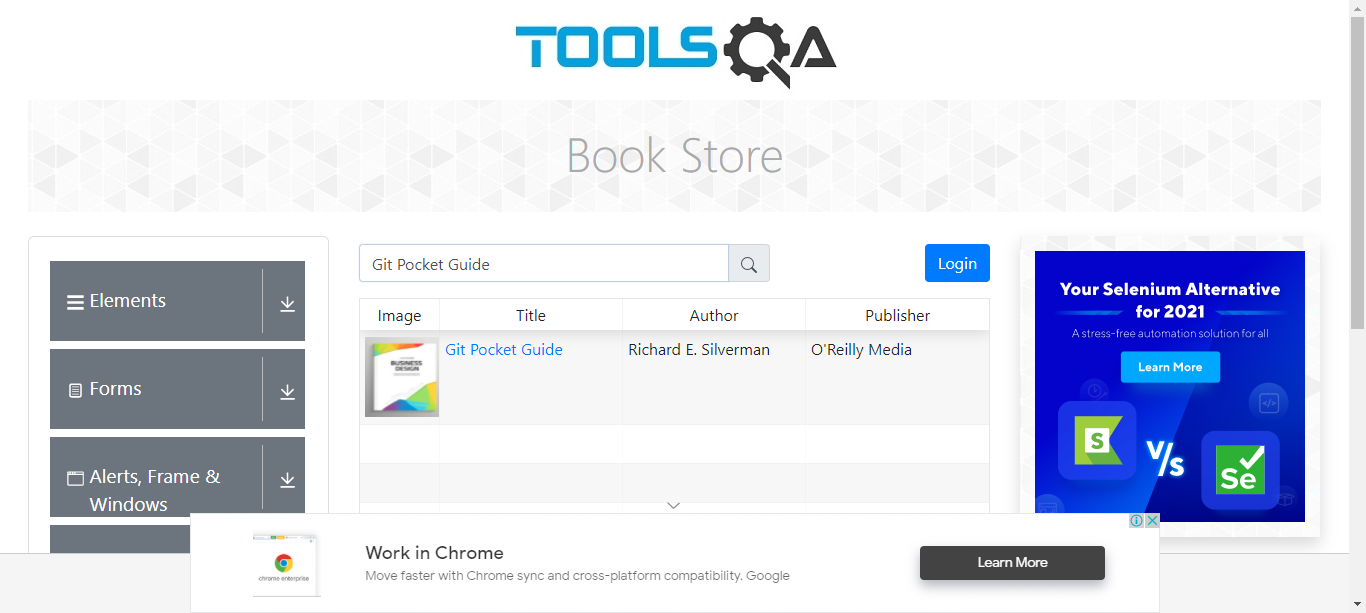 TOOLSQA
Book Store
Elements
Forms
Alerts, Frame &
Windows
Git Pocket Guide
Login
Image Title Author Publisher
BUSINESS
DESIGN
Git Pocket Guide Richard E. Silverman O'Reilly Media
Your Selenium Alternative
for 2021
A stress-free automation solution for all
Learn More
S
V/s
Se
chrome enterprise
Work in Chrome
Move faster with Chrome sync and cross-platform compatibility. Google
Learn More